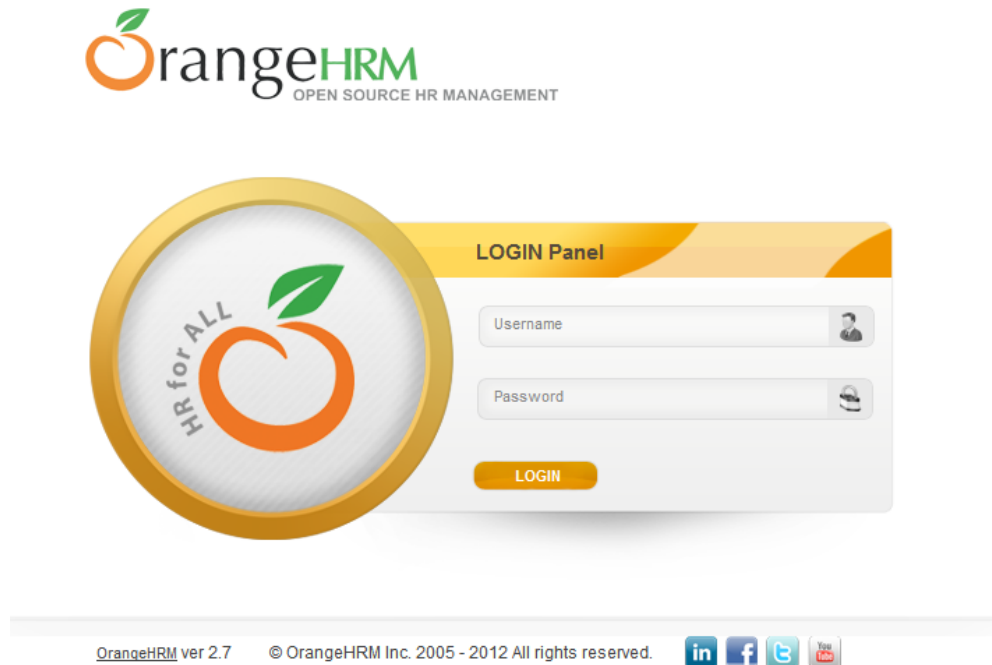 OrangeHRM
OPEN SOURCE HR MANAGEMENT
LOGIN Panel
HR for ALL
Username
Password
LOGIN
OrangeHRM ver 2.7 © OrangeHRM Inc. 2005 - 2012 All rights reserved. in f t You Tube